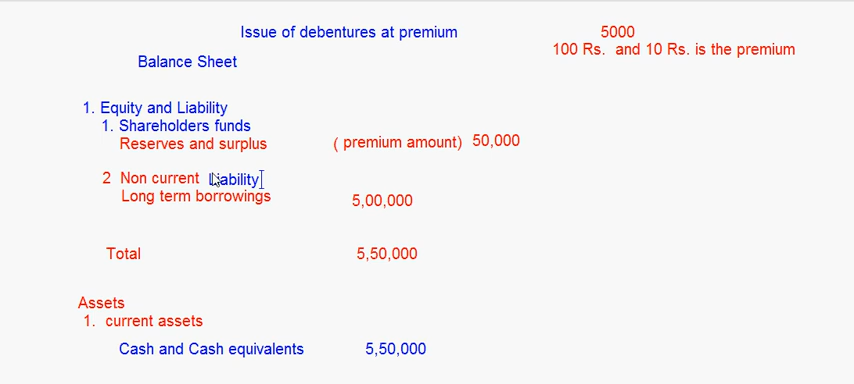 Issue of debentures at premium 5000
100 Rs. and 10 Rs. is the premium
Balance Sheet
1. Equity and Liability
1. Shareholders funds
Reserves and surplus ( premium amount) 50,000
2 Non current Liability
Long term borrowings 5,00,000
Total 5,50,000
Assets
1. current assets
Cash and Cash equivalents 5,50,000